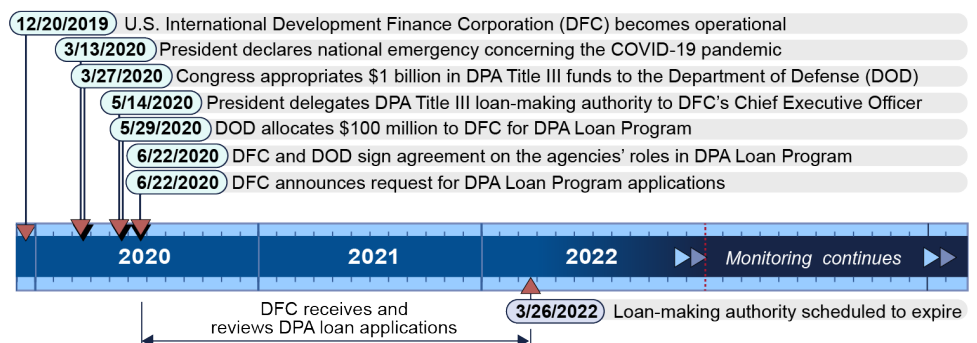 12/20/2019 U.S. International Development Finance Corporation (DFC) becomes operational
3/13/2020 President declares national emergency concerning the COVID-19 pandemic
3/27/2020 Congress appropriates $1 billion in DPA Title III funds to the Department of Defense (DOD)
5/14/2020 President delegates DPA Title III loan-making authority to DFC's Chief Executive Officer
5/29/2020 DOD allocates $100 million to DFC for DPA Loan Program
6/22/2020 DFC and DOD sign agreement on the agencies' roles in DPA Loan Program
6/22/2020 DFC announces request for DPA Loan Program applications
2020 2021 2022 Monitoring continues
DFC receives and
reviews DPA loan applications
3/26/2022 Loan-making authority scheduled to expire